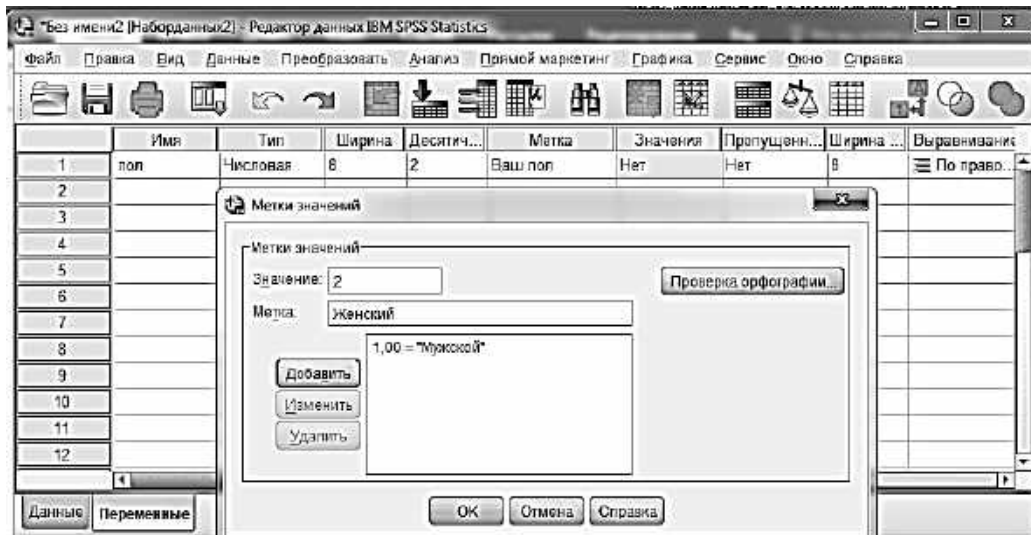 *Без имени2 [Наборданных2] - Редактор данных IBM SPSS Statistics
Файл Правка Вид Данные Преобразовать Анализ Прямой маркетинг Графика Сервис Окно Справка
Имя Тип Ширина Десятич... Метка Значения Пропущенн... Ширина ... Выравнивание
1 пол Числовая 8 2 Ваш пол Нет Нет 8 По право...
2
3
4
5
6
7
8
9
10
11
12
Метки значений
Метки значений
Значение: 2
Проверка орфографии...
Метка: Женский
1,00 = "Мужской"
Добавить
Изменить
Удалить
OK Отмена Справка
Данные Переменные